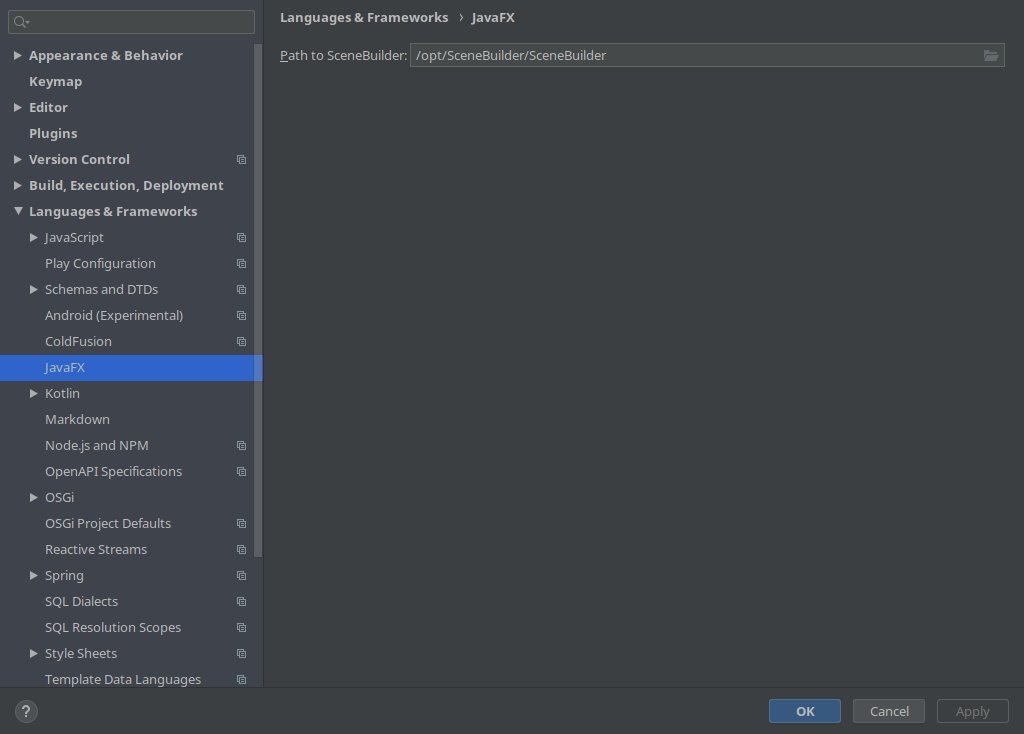 Appearance & Behavior
Keymap
Editor
Plugins
Version Control
Build, Execution, Deployment
Languages & Frameworks
JavaScript
Play Configuration
Schemas and DTDs
Android (Experimental)
ColdFusion
JavaFX
Kotlin
Markdown
Node.js and NPM
OpenAPI Specifications
OSGi
OSGi Project Defaults
Reactive Streams
Spring
SQL Dialects
SQL Resolution Scopes
Style Sheets
Template Data Languages
Languages & Frameworks › JavaFX
Path to SceneBuilder: /opt/SceneBuilder/SceneBuilder
?
OK Cancel Apply